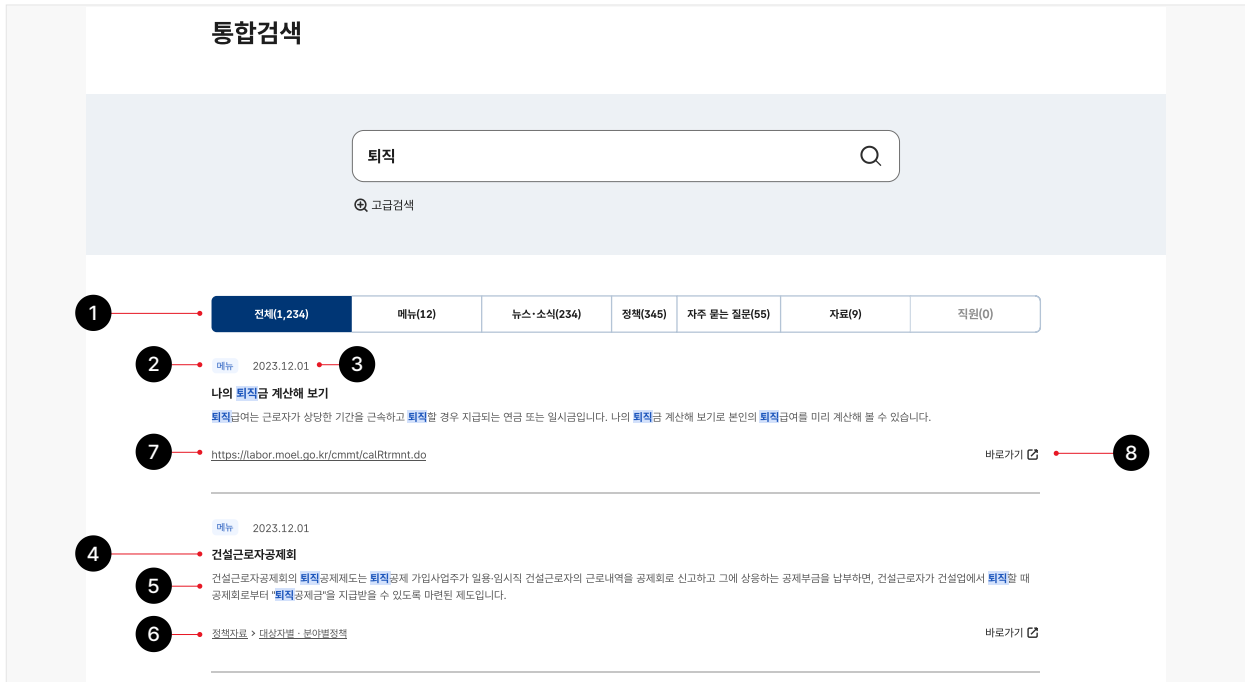 통합검색
퇴직
고급검색
1
전체(1,234) 메뉴(12) 뉴스·소식(234) 정책(345) 자주 묻는 질문(55) 자료(9) 직원(0)
2 메뉴 2023.12.01 3
나의 퇴직금 계산해 보기
퇴직급여는 근로자가 상당한 기간을 근속하고 퇴직할 경우 지급되는 연금 또는 일시금입니다. 나의 퇴직금 계산해 보기로 본인의 퇴직급여를 미리 계산해 볼 수 있습니다.
7 https://labor.moel.go.kr/cmmt/calRtrmnt.do 바로가기 8
메뉴 2023.12.01
4 건설근로자공제회
5 건설근로자공제회의 퇴직공제제도는 퇴직공제 가입사업주가 일용·임시직 건설근로자의 근로내역을 공제회로 신고하고 그에 상응하는 공제부금을 납부하면, 건설근로자가 건설업에서 퇴직할 때
공제회로부터 "퇴직공제금"을 지급받을 수 있도록 마련된 제도입니다.
6 정책자료 > 대상자별·분야별정책 바로가기